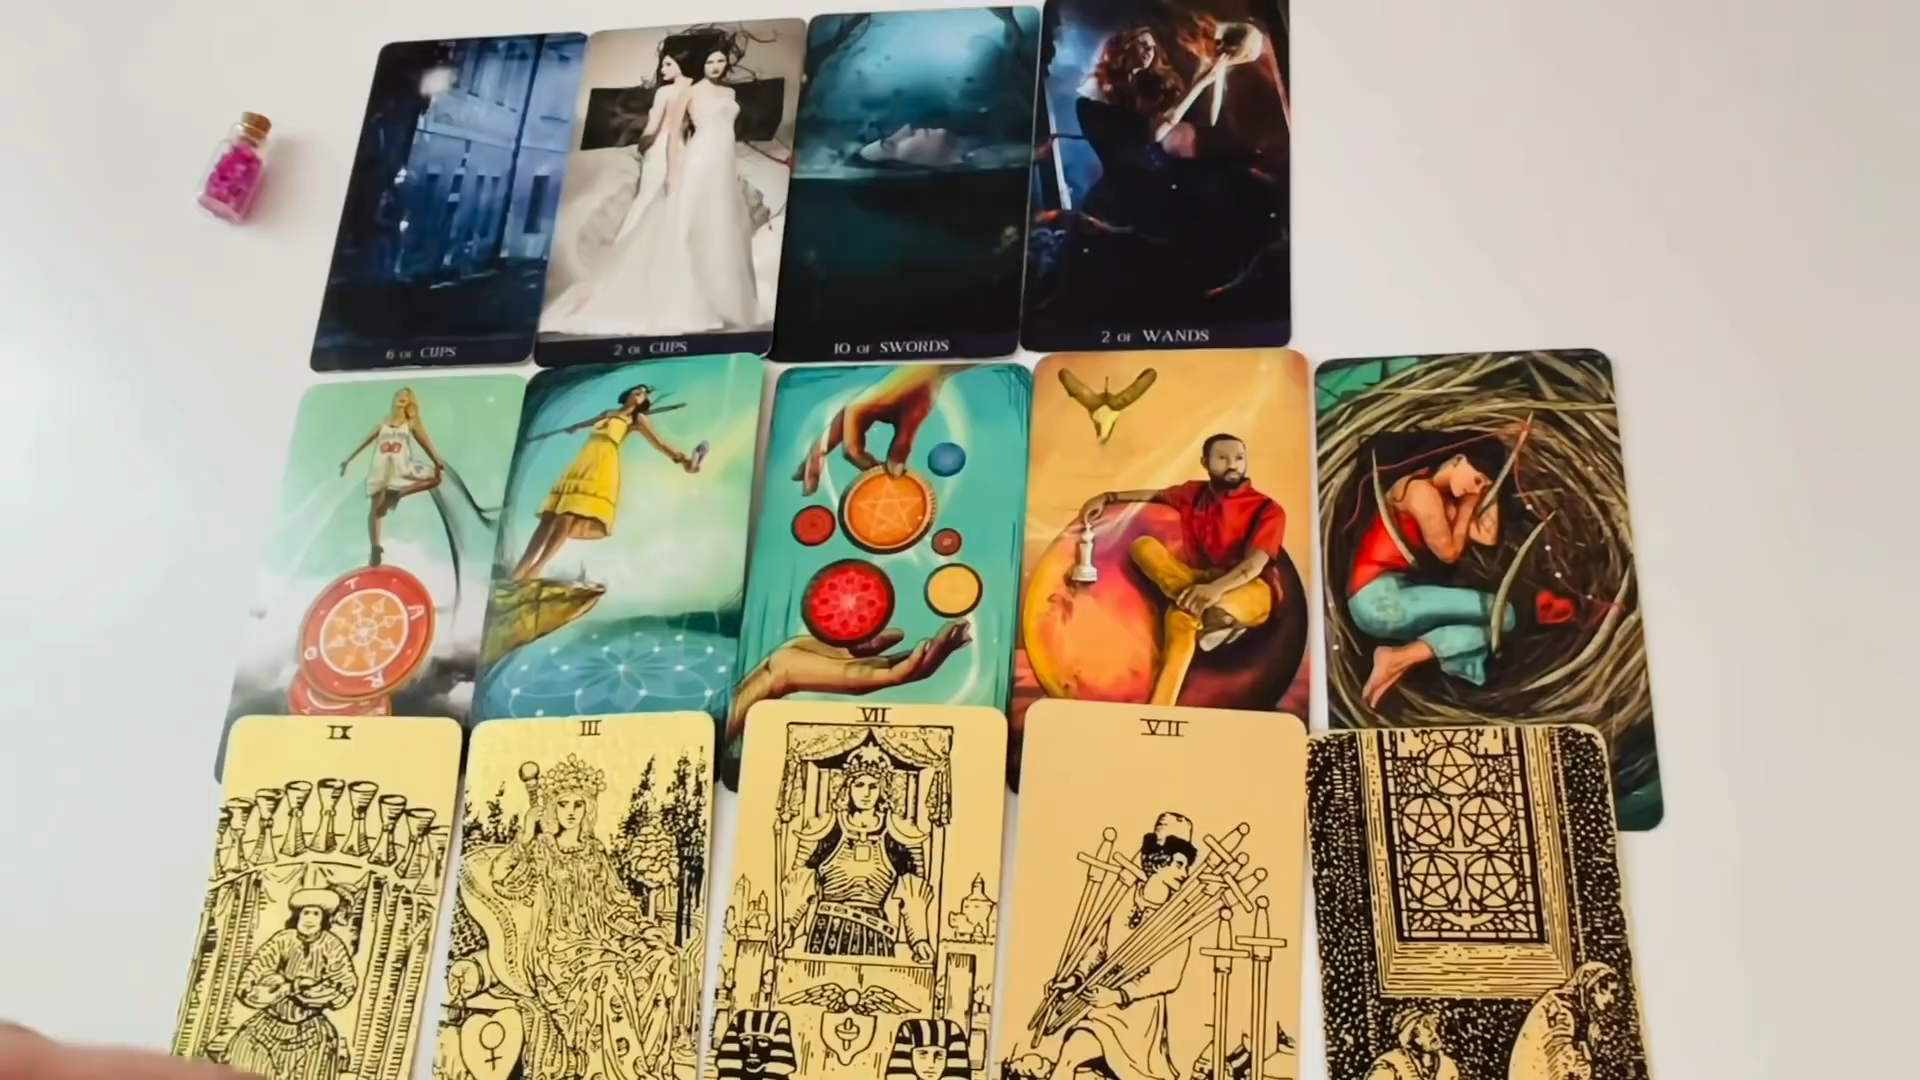 6 OF CUPS
2 OF CUPS
10 OF SWORDS
2 OF WANDS
T
A
O
R
IX
III
VII
VII